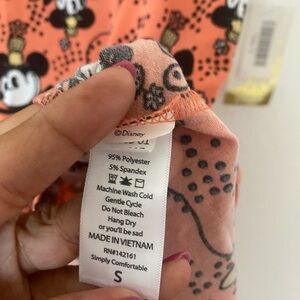 ©Disney
95% Polyester
5% Spandex
Machine Wash Cold
Gentle Cycle
Do Not Bleach
Hang Dry
or you'll be sad
MADE IN VIETNAM
RN#142161
Simply Comfortable
S